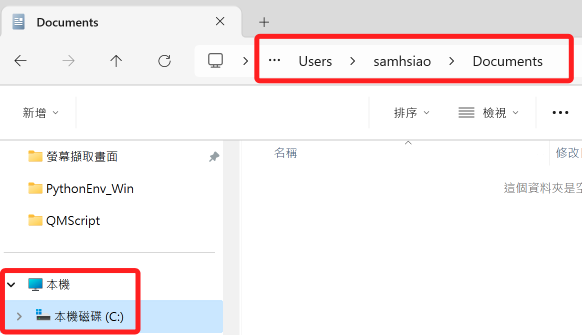 Documents
Users > samhsiao > Documents
新增 排序 檢視
螢幕擷取畫面
名稱
修改
這個資料夾是空
PythonEnv_Win
QMScript
本機
本機磁碟 (C:)